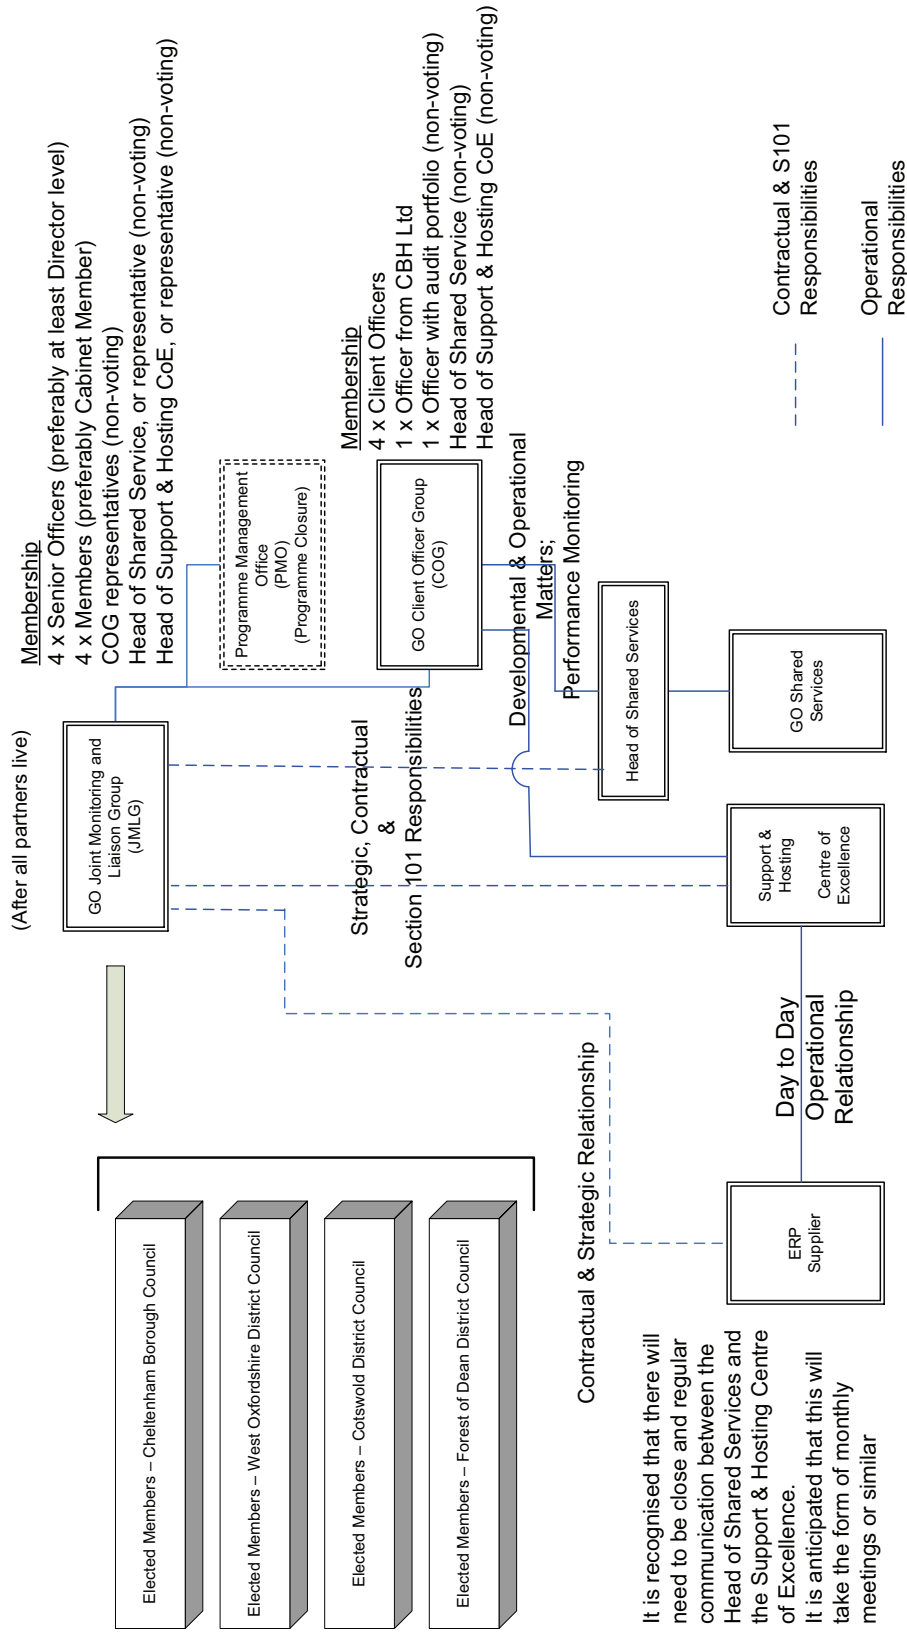 (After all partners live)
Membership
4 x Senior Officers (preferably at least Director level)
4 x Members (preferably Cabinet Member)
COG representatives (non-voting)
Head of Shared Service, or representative (non-voting)
Head of Support & Hosting CoE, or representative (non-voting)
GO Joint Monitoring and
Liaison Group
(JMLG)
Programme Management
Office
(PMO)
(Programme Closure)
Elected Members – Cheltenham Borough Council
Elected Members – West Oxfordshire District Council
Elected Members – Cotswold District Council
Elected Members – Forest of Dean District Council
Membership
4 x Client Officers
1 x Officer from CBH Ltd
1 x Officer with audit portfolio (non-voting)
Head of Shared Service (non-voting)
Head of Support & Hosting CoE (non-voting)
GO Client Officer Group
(COG)
Strategic, Contractual
&
Section 101 Responsibilities
Developmental & Operational
Matters;
Performance Monitoring
Contractual & Strategic Relationship
Head of Shared Services
GO Shared
Services
Support &
Hosting
Centre of
Excellence
Day to Day
Operational
Relationship
ERP
Supplier
It is recognised that there will
need to be close and regular
communication between the
Head of Shared Services and
the Support & Hosting Centre
of Excellence.
It is anticipated that this will
take the form of monthly
meetings or similar
Contractual & S101
Responsibilities
Operational
Responsibilities